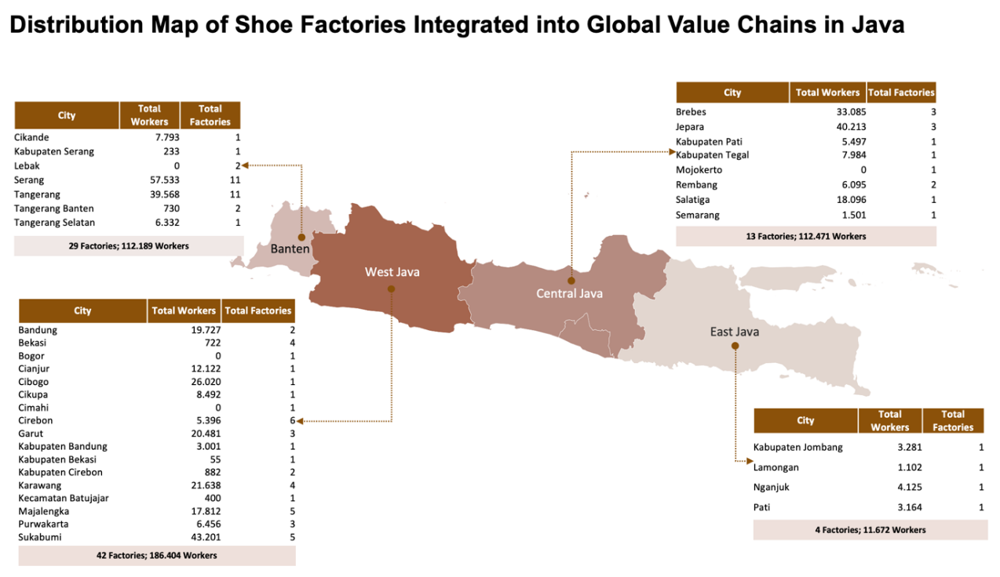 Distribution Map of Shoe Factories Integrated into Global Value Chains in Java
City Total Workers Total Factories
Cikande 7.793 1
Kabupaten Serang 233 1
Lebak 0 2
Serang 57.533 11
Tangerang 39.568 11
Tangerang Banten 730 2
Tangerang Selatan 6.332 1
29 Factories; 112.189 Workers
City Total Workers Total Factories
Brebes 33.085 3
Jepara 40.213 3
Kabupaten Pati 5.497 1
Kabupaten Tegal 7.984 1
Mojokerto 0 1
Rembang 6.095 2
Salatiga 18.096 1
Semarang 1.501 1
13 Factories; 112.471 Workers
Banten
West Java
Central Java
East Java
City Total Workers Total Factories
Bandung 19.727 2
Bekasi 722 4
Bogor 0 1
Cianjur 12.122 1
Cibogo 26.020 1
Cikupa 8.492 1
Cimahi 0 1
Cirebon 5.396 6
Garut 20.481 3
Kabupaten Bandung 3.001 1
Kabupaten Bekasi 55 1
Kabupaten Cirebon 882 2
Karawang 21.638 4
Kecamatan Batujajar 400 1
Majalengka 17.812 5
Purwakarta 6.456 3
Sukabumi 43.201 5
42 Factories; 186.404 Workers
City Total Workers Total Factories
Kabupaten Jombang 3.281 1
Lamongan 1.102 1
Nganjuk 4.125 1
Pati 3.164 1
4 Factories; 11.672 Workers